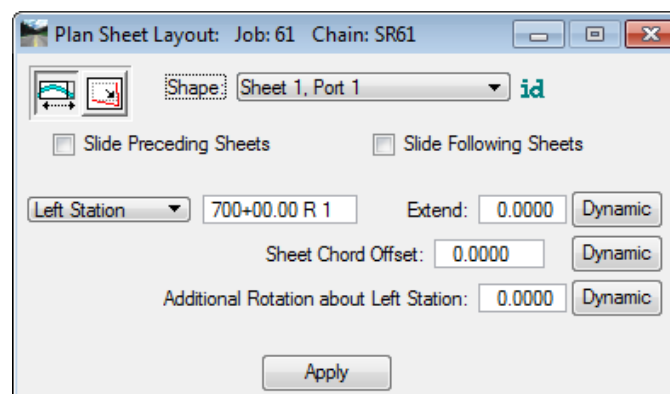 Plan Sheet Layout: Job: 61 Chain: SR61
Shape: Sheet 1, Port 1 id
Slide Preceding Sheets Slide Following Sheets
Left Station 700+00.00 R 1 Extend: 0.0000 Dynamic
Sheet Chord Offset: 0.0000 Dynamic
Additional Rotation about Left Station: 0.0000 Dynamic
Apply